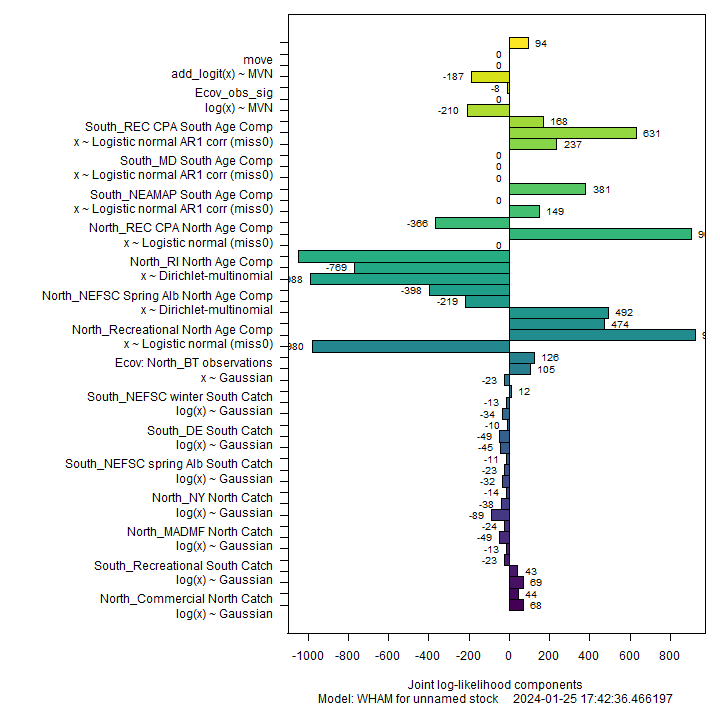 94
0
move
0
add_logit(x) ~ MVN
-187
-8
Ecov_obs_sig
0
log(x) ~ MVN
-210
168
South_REC CPA South Age Comp
631
x ~ Logistic normal AR1 corr (miss0)
237
0
South_MD South Age Comp
0
x ~ Logistic normal AR1 corr (miss0)
0
381
South_NEAMAP South Age Comp
0
x ~ Logistic normal AR1 corr (miss0)
149
-366
North_REC CPA North Age Comp
x ~ Logistic normal (miss0)
0
North_RI North Age Comp
-769
x ~ Dirichlet-multinomial
-398
North_NEFSC Spring Alb North Age Comp
-219
x ~ Dirichlet-multinomial
492
474
North_Recreational North Age Comp
x ~ Logistic normal (miss0)
126
Ecov: North_BT observations
105
x ~ Gaussian
-23
12
South_NEFSC winter South Catch
-13
log(x) ~ Gaussian
-34
-10
South_DE South Catch
-49
log(x) ~ Gaussian
-45
-11
South_NEFSC spring Alb South Catch
-23
log(x) ~ Gaussian
-32
-14
North_NY North Catch
-38
log(x) ~ Gaussian
-89
-24
North_MADMF North Catch
-49
log(x) ~ Gaussian
-13
-23
South_Recreational South Catch
43
log(x) ~ Gaussian
69
44
North_Commercial North Catch
68
log(x) ~ Gaussian
-1000 -800 -600 -400 -200 0 200 400 600 800
Joint log-likelihood components
Model: WHAM for unnamed stock 2024-01-25 17:42:36.466197